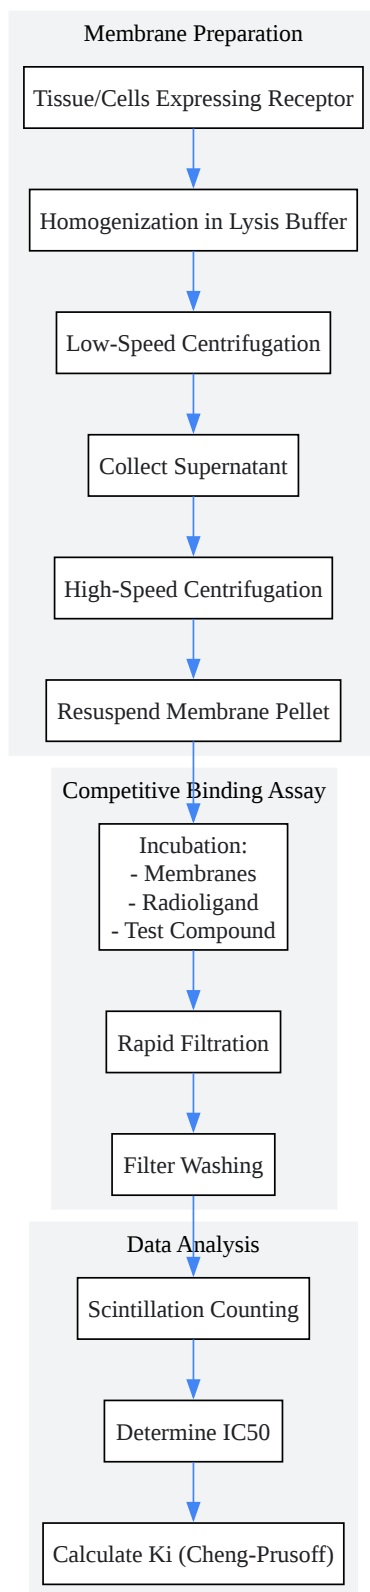 Membrane Preparation
Tissue/Cells Expressing Receptor
Homogenization in Lysis Buffer
Low-Speed Centrifugation
Collect Supernatant
High-Speed Centrifugation
Resuspend Membrane Pellet
Competitive Binding Assay
Incubation:
- Membranes
- Radioligand
- Test Compound
Rapid Filtration
Filter Washing
Data Analysis
Scintillation Counting
Determine IC50
Calculate Ki (Cheng-Prusoff)